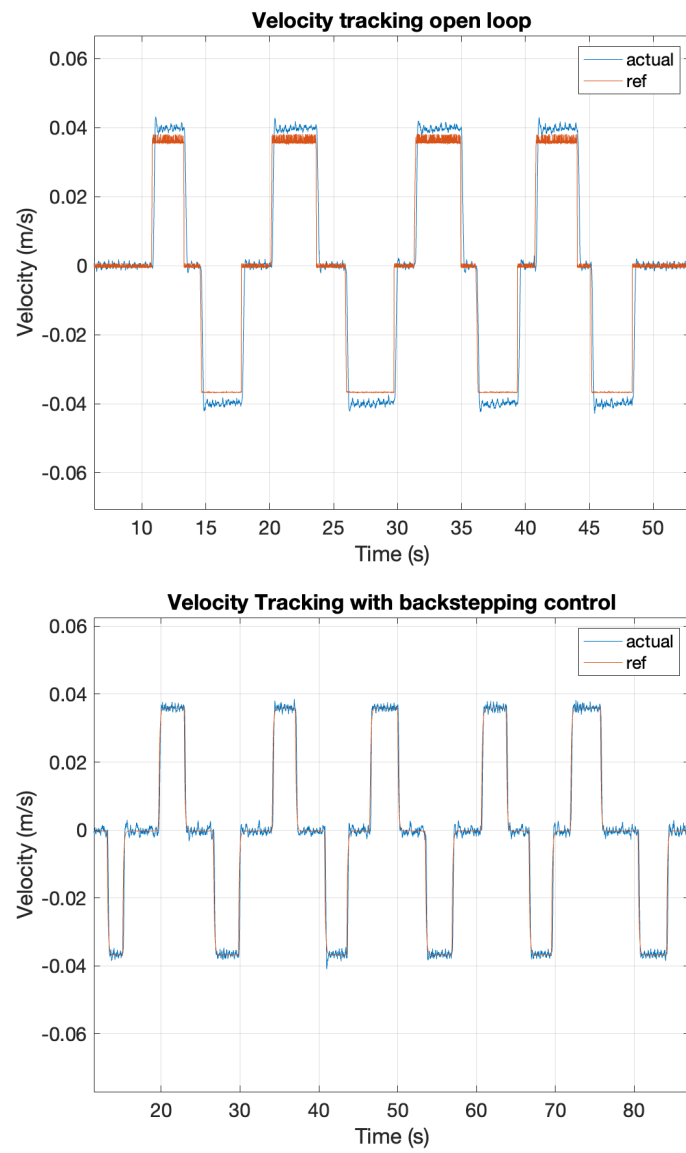 Velocity tracking open loop
actual
ref
0.06
0.04
0.02
0
-0.02
-0.04
-0.06
Velocity (m/s)
10 15 20 25 30 35 40 45 50
Time (s)
Velocity Tracking with backstepping control
actual
ref
0.06
0.04
0.02
0
-0.02
-0.04
-0.06
Velocity (m/s)
20 30 40 50 60 70 80
Time (s)